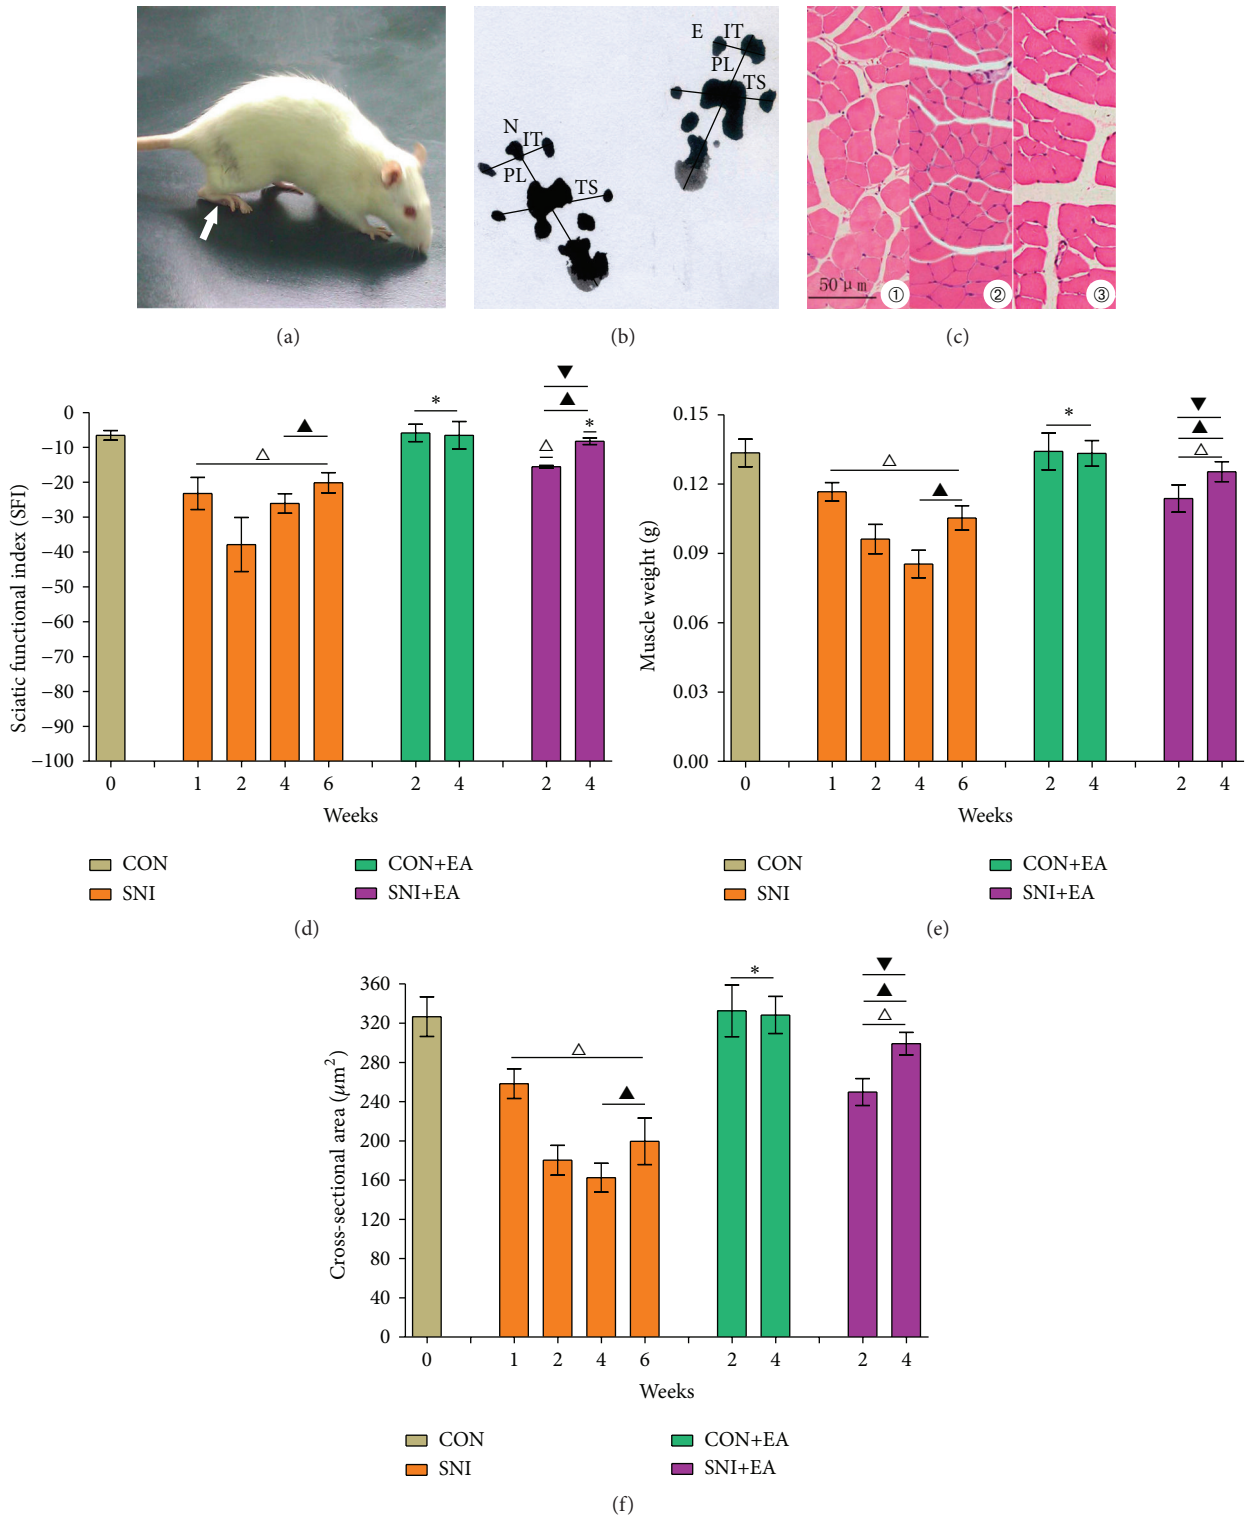 E IT
PL
TS
N
IT
PL
TS
50 μm
① ② ③
(a) (b) (c)
Sciatic functional index (SFI)
0
−10
−20
−30
−40
−50
−60
−70
−80
−90
−100
▼
▲
* ▲ △ △ *
0 1 2 4 6 2 4 2 4
Weeks
CON CON+EA
SNI SNI+EA
(d)
Muscle weight (g)
0.15
0.12
0.09
0.06
0.03
0.00
▼
* ▲
△ △
▲
0 1 2 4 6 2 4 2 4
Weeks
CON CON+EA
SNI SNI+EA
(e)
Cross-sectional area (μm²)
360
320
280
240
200
160
120
80
40
0
▼
*
▲
△
△
▲
0 1 2 4 6 2 4 2 4
Weeks
CON CON+EA
SNI SNI+EA
(f)